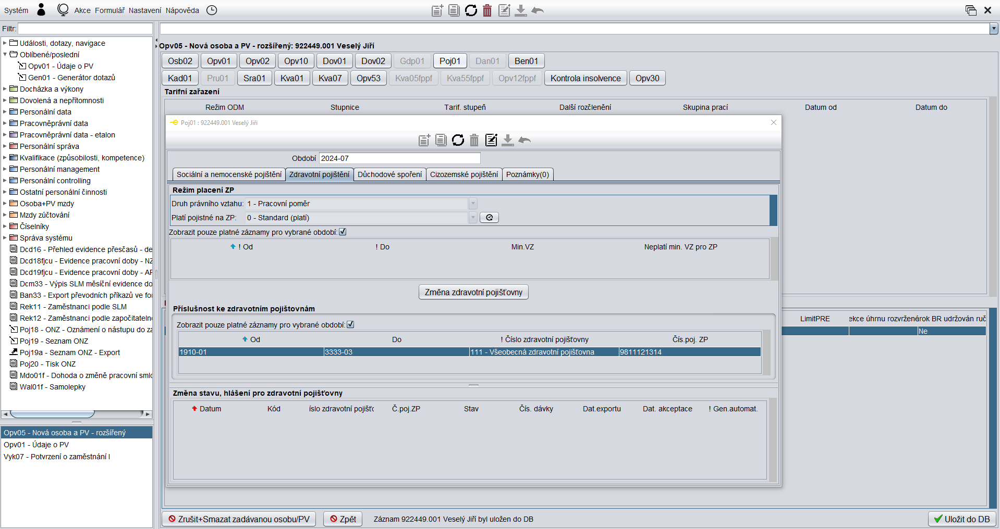 Systém Akce Formulář Nastavení Nápověda
Filtr:
Události, dotazy, navigace
Oblíbené/poslední
Opv01 - Údaje o PV
Gen01 - Generátor dotazů
Docházka a výkony
Dovolená a nepřítomnosti
Personální data
Pracovněprávní data
Pracovněprávní data - etalon
Personální správa
Kvalifikace (způsobilosti, kompetence)
Personální management
Personální controlling
Ostatní personální činnosti
Osoba+PV mzdy
Mzdy zúčtování
Číselníky
Správa systému
Dcd16 - Přehled evidence přesčasů - de
Dcd18fjcu - Evidence pracovní doby - NZ
Dcd19fjcu - Evidence pracovní doby - AF
Dcm33 - Výpis SLM měsíční evidence do
Ban33 - Export převodních příkazů ve for
Rek11 - Zaměstnanci podle SLM
Rek12 - Zaměstnanci podle započitatelne
Poj18 - ONZ - Oznámení o nástupu do za
Poj19 - Seznam ONZ
Poj19a - Seznam ONZ - Export
Poj20 - Tisk ONZ
Mdo01f - Dohoda o změně pracovní smlo
Wal01f - Samolepky
Opv05 - Nová osoba a PV - rozšířený
Opv01 - Údaje o PV
Vyk07 - Potvrzení o zaměstnání I
Opv05 - Nová osoba a PV - rozšířený: 922449.001 Veselý Jiří
Osb02 Opv01 Opv02 Opv10 Dov01 Dov02 Gdp01 Poj01 Dan01 Ben01
Kad01 Pru01 Sra01 Kva01 Kva07 Opv53 Kva05fppf Kva55fppf Opv12fppf Kontrola insolvence Opv30
Tarifní zařazení
Režim ODM Stupnice Tarif. stupeň Další rozčlenění Skupina prací Datum od Datum do
Poj01 : 922449.001 Veselý Jiří
Období 2024-07
Sociální a nemocenské pojištění Zdravotní pojištění Důchodové spoření Cizozemské pojištění Poznámky(0)
Režim placení ZP
Druh právního vztahu: 1 - Pracovní poměr
Platí pojistné na ZP: 0 - Standard (platí)
Zobrazit pouze platné záznamy pro vybrané období:
! Od ! Do Min.VZ Neplatí min. VZ pro ZP
Změna zdravotní pojišťovny
Příslušnost ke zdravotním pojištovnám
Zobrazit pouze platné záznamy pro vybrané období:
Od Do ! Číslo zdravotní pojišťovny Čís.poj. ZP
1910-01 3333-03 111 - Všeobecná zdravotní pojišťovna 9811121314
Změna stavu, hlášení pro zdravotní pojišťovny
Datum Kód íslo zdravotní pojišťc Č.poj.ZP Stav Čís. dávky Dat.exportu Dat. akceptace ! Gen.automat.
LimitPRE ekce úhrnu rozvrženérok BR udržován ruč
Ne
Zrušit+Smazat zadávanou osobu/PV Zpět Záznam 922449.001 Veselý Jiří byl uložen do DB Uložit do DB